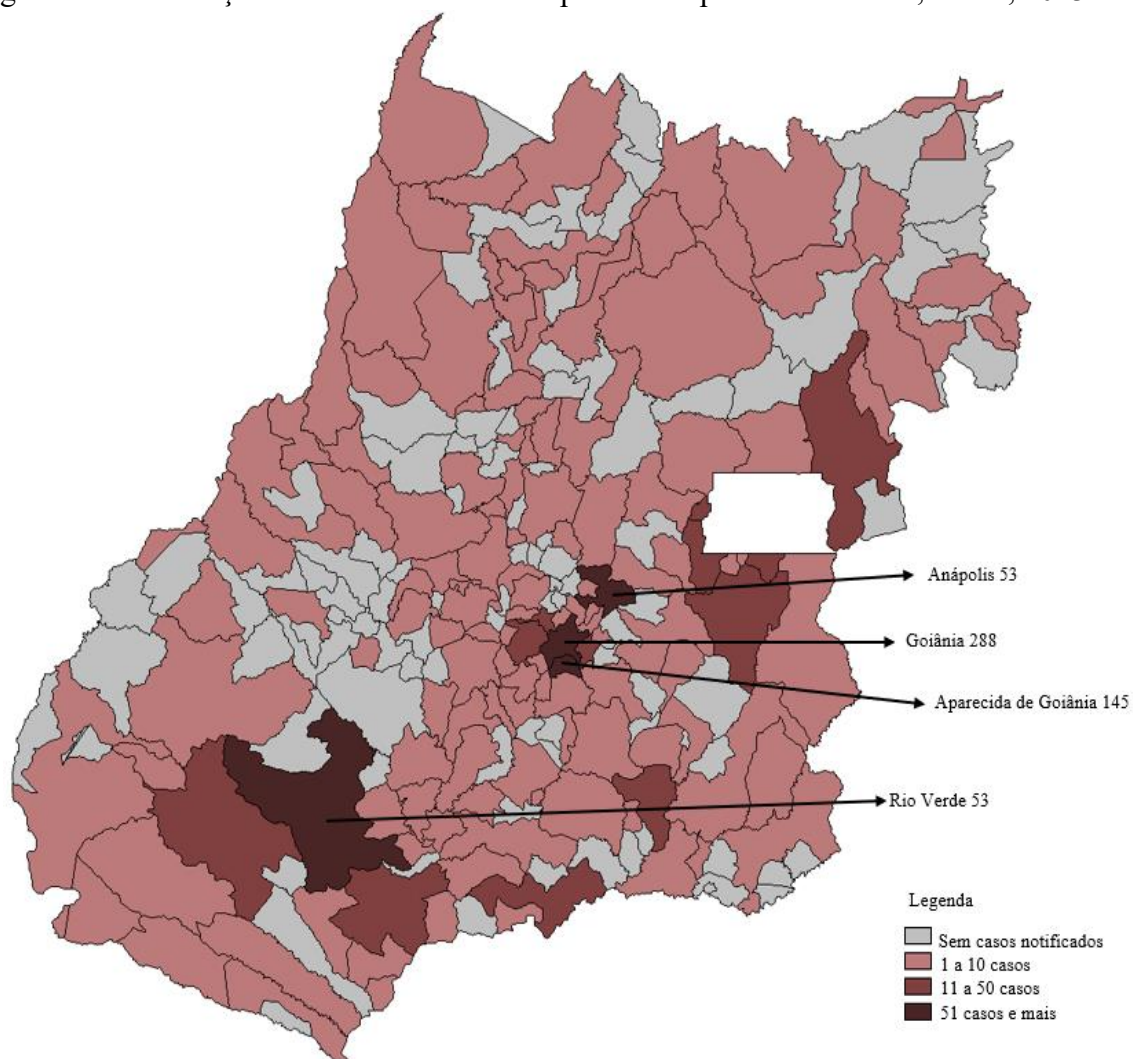 Anápolis 53
Goiânia 288
Aparecida de Goiânia 145
Rio Verde 53
Legenda
Sem casos notificados
1 a 10 casos
11 a 50 casos
51 casos e mais